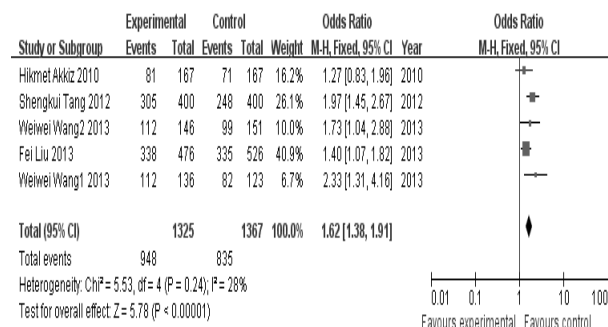 Experimental Control Odds Ratio Odds Ratio
Study or Subgroup Events Total Events Total Weight M-H, Fixed, 95% CI Year M-H, Fixed, 95% CI
Hikmet Akkiz 2010 81 167 71 167 16.2% 1.27 [0.83, 1.96] 2010
Shengkui Tang 2012 305 400 248 400 26.1% 1.97 [1.45, 2.67] 2012
Weiwei Wang2 2013 112 146 99 151 10.0% 1.73 [1.04, 2.88] 2013
Fei Liu 2013 338 476 335 526 40.9% 1.40 [1.07, 1.82] 2013
Weiwei Wang1 2013 112 136 82 123 6.7% 2.33 [1.31, 4.16] 2013
Total (95% CI) 1325 1367 100.0% 1.62 [1.38, 1.91]
Total events 948 835
Heterogeneity: Chi² = 5.53, df = 4 (P = 0.24); I² = 28%
Test for overall effect: Z = 5.78 (P < 0.00001)
0.01 0.1 1 10 100
Favours experimental Favours control